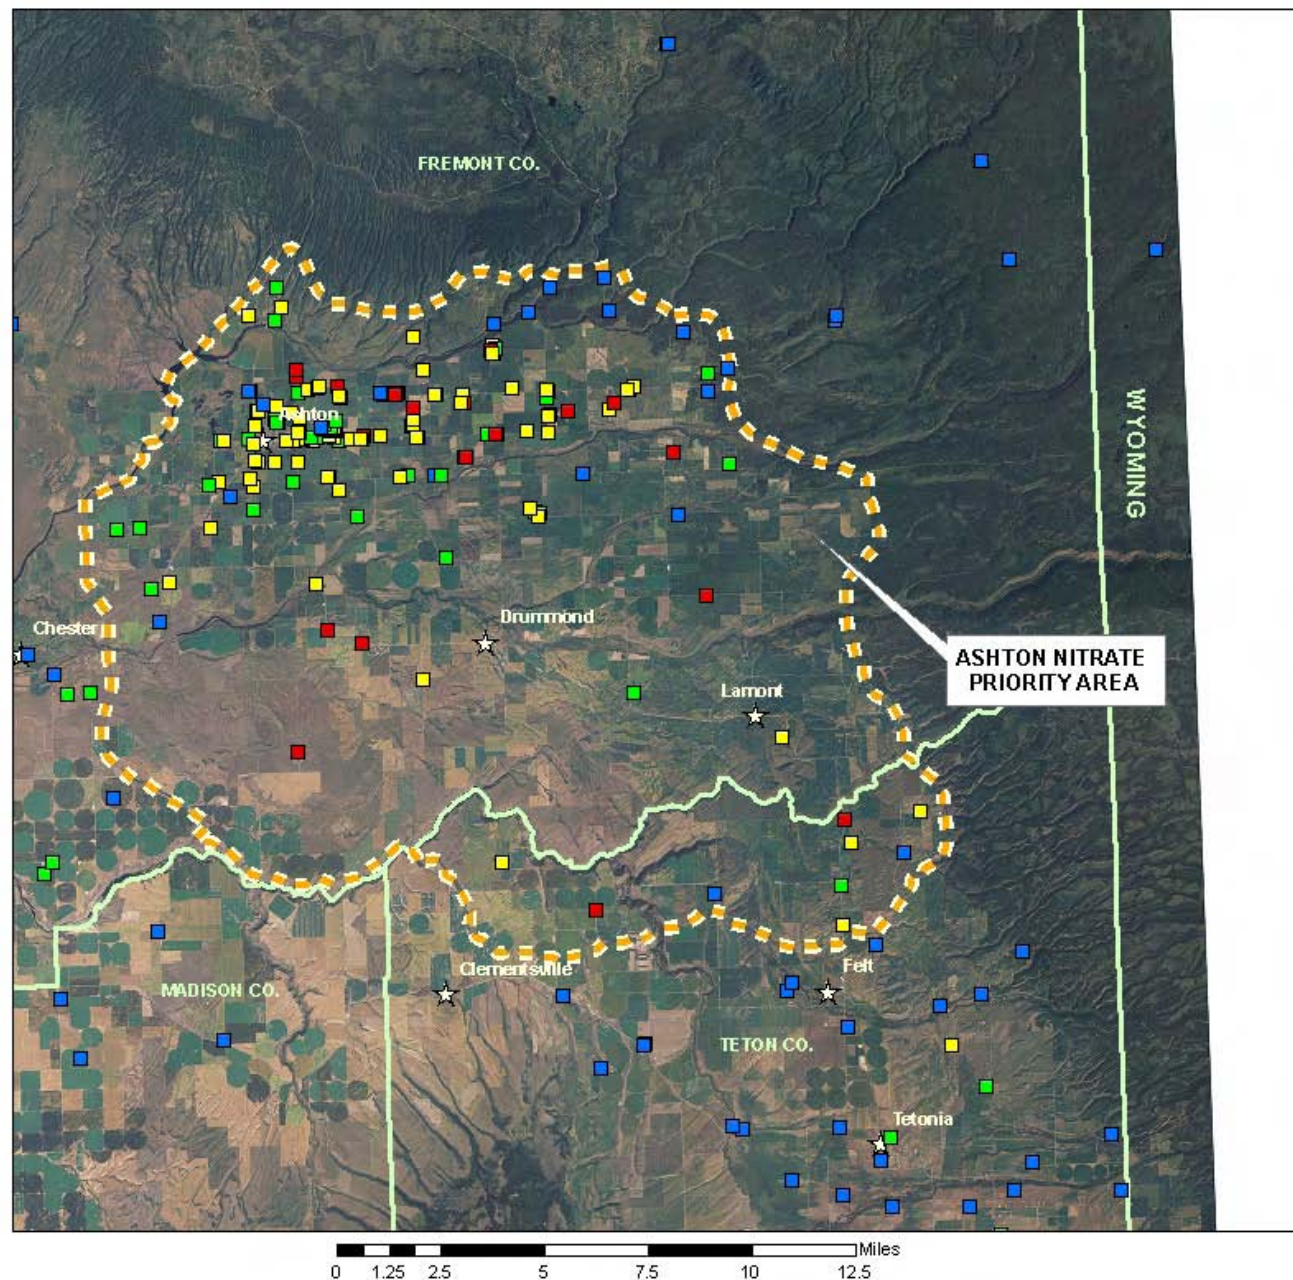 FREMONT CO.
WYOMING
Ashton
Drummond
Chester
ASHTON NITRATE
PRIORITY AREA
Lamont
Clementsville
Felt
MADISON CO.
TETON CO.
Tetonia
Miles
0 1.25 2.5 5 7.5 10 12.5